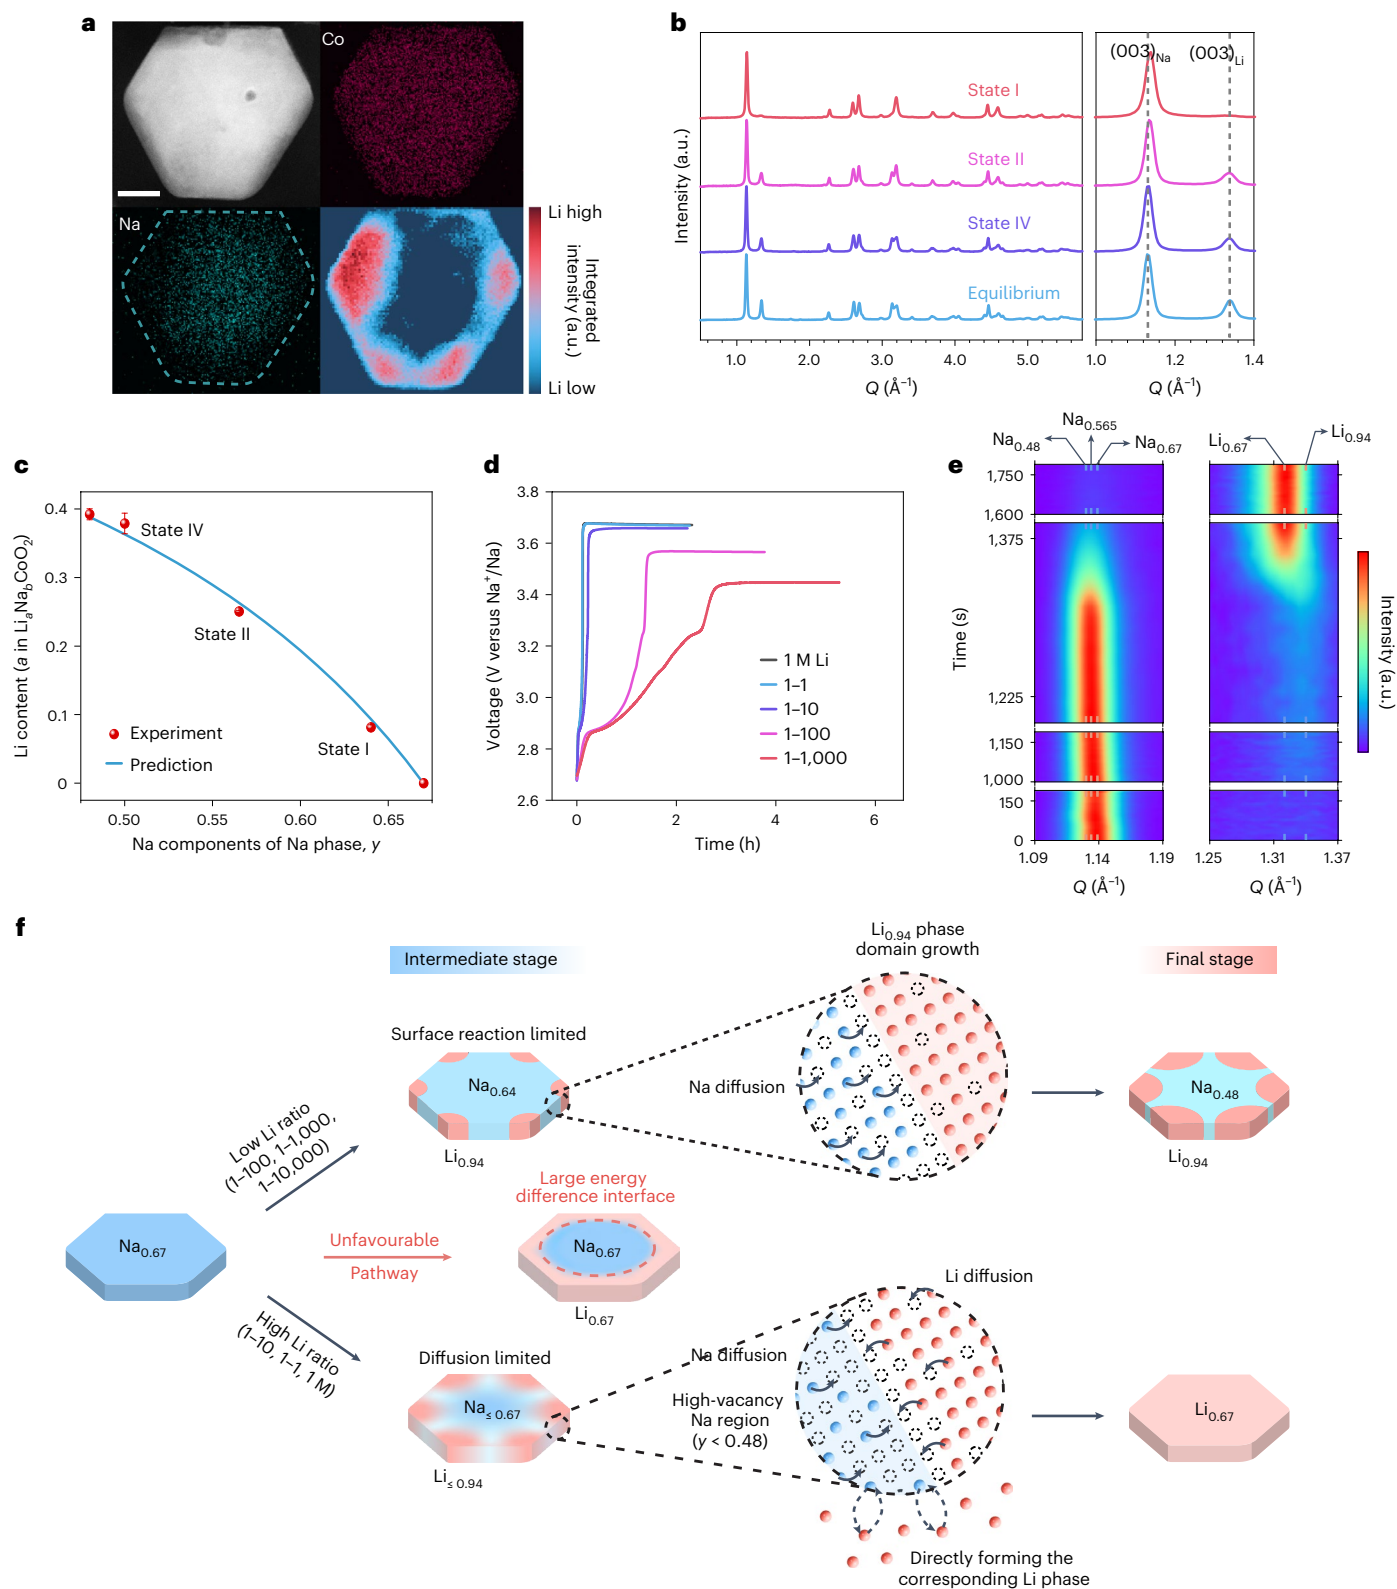 a
Co
Na
Li high
Integrated
intensity (a.u.)
Li low
b
(003)Na
(003)Li
State I
State II
State IV
Equilibrium
Intensity (a.u.)
1.0
2.0
3.0
4.0
5.0
1.0
1.2
1.4
Q (Å⁻¹)
Q (Å⁻¹)
c
0.4
0.3
0.2
0.1
0
Li content (a in LiₐNa_bCoO₂)
State IV
State II
State I
Experiment
Prediction
0.50
0.55
0.60
0.65
Na components of Na phase, y
d
3.8
3.6
3.4
3.2
3.0
2.8
2.6
Voltage (V versus Na⁺/Na)
1 M Li
1–1
1–10
1–100
1–1,000
0
2
4
6
Time (h)
e
Na0.48
Na0.565
Na0.67
Li0.67
Li0.94
1,750
1,600
1,375
1,225
1,150
1,000
150
0
Time (s)
1.09
1.14
1.19
1.25
1.31
1.37
Q (Å⁻¹)
Q (Å⁻¹)
Intensity (a.u.)
f
Intermediate stage
Li0.94 phase
domain growth
Final stage
Surface reaction limited
Na0.64
Li0.94
Na diffusion
Na0.48
Li0.94
Low Li ratio
(1–100, 1–1,000,
1–10,000)
Na0.67
Unfavourable
Pathway
Large energy
difference interface
Na0.67
Li0.67
High Li ratio
(1–10, 1–1, 1 M)
Diffusion limited
Na≤ 0.67
Li≤ 0.94
Li diffusion
Na diffusion
High-vacancy
Na region
(y < 0.48)
Li0.67
Directly forming the
corresponding Li phase